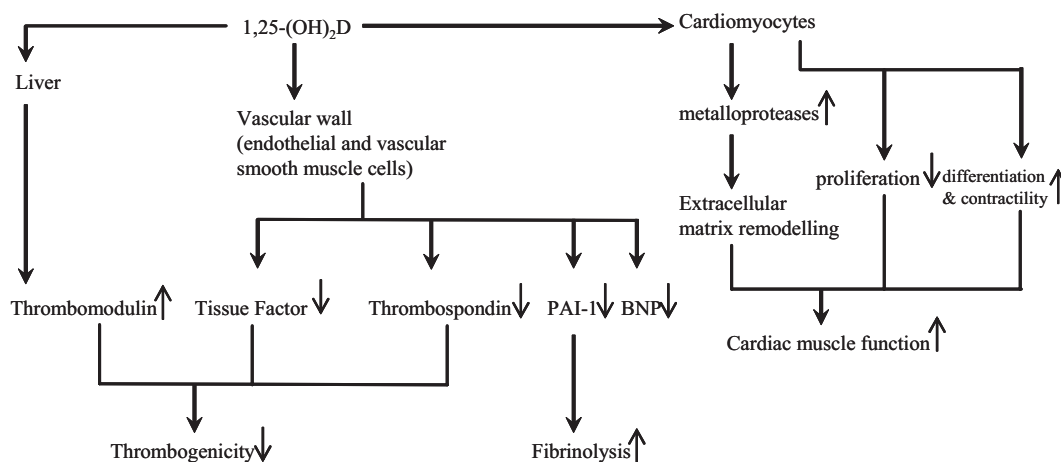 1,25-(OH)₂D
Cardiomyocytes
Liver
Vascular wall
(endothelial and vascular
smooth muscle cells)
metalloproteases
proliferation
differentiation
& contractility
Extracellular
matrix remodelling
Thrombomodulin
Tissue Factor
Thrombospondin
PAI-1
BNP
Cardiac muscle function
Thrombogenicity
Fibrinolysis